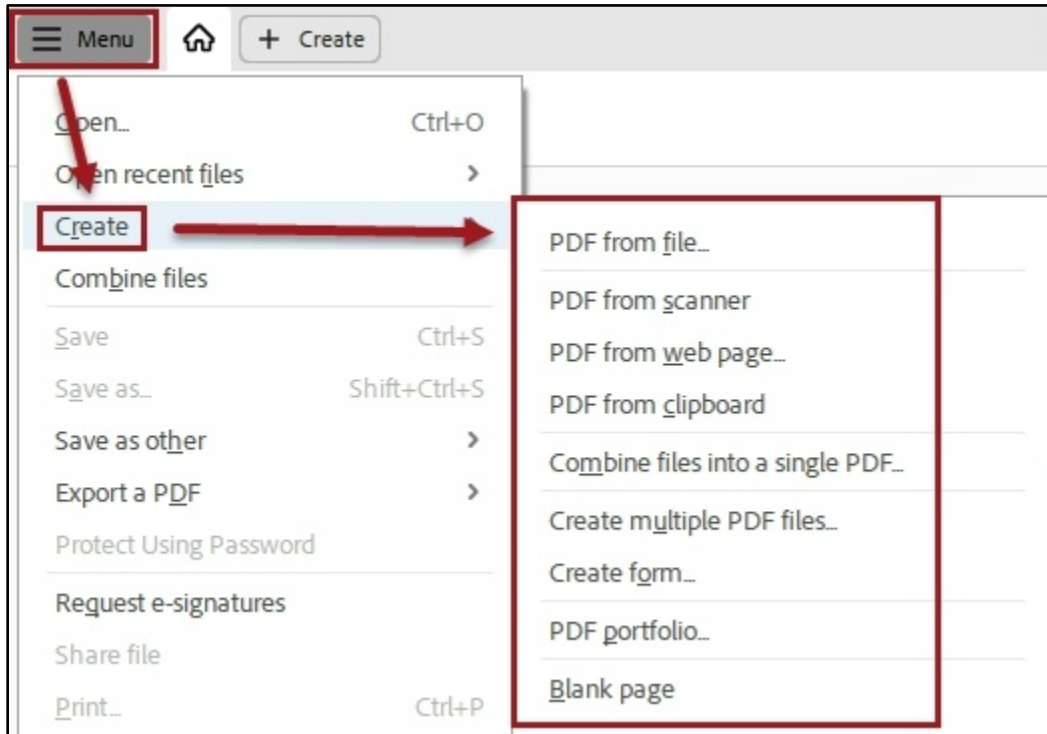 Menu
+ Create
Open... Ctrl+O
Open recent files >
Create
Combine files
Save Ctrl+S
Save as... Shift+Ctrl+S
Save as other >
Export a PDF >
Protect Using Password
Request e-signatures
Share file
Print... Ctrl+P
PDF from file...
PDF from scanner
PDF from web page...
PDF from clipboard
Combine files into a single PDF...
Create multiple PDF files...
Create form...
PDF portfolio...
Blank page